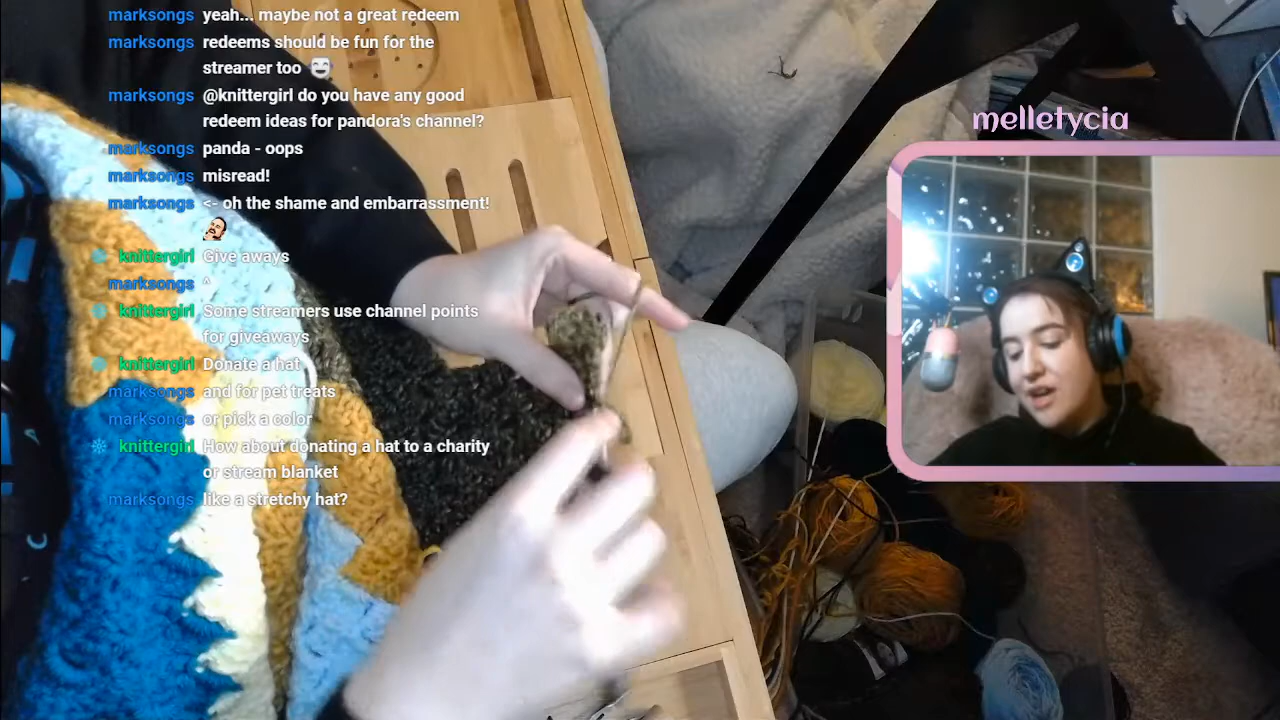 marksongs yeah... maybe not a great redeem
marksongs redeems should be fun for the
streamer too
marksongs @knittergirl do you have any good
redeem ideas for pandora's channel?
marksongs panda - oops
marksongs misread!
marksongs <- oh the shame and embarrassment!
knittergirl Give aways
marksongs ^
knittergirl Some streamers use channel points
for giveaways
knittergirl Donate a hat
marksongs and for pet treats
marksongs or pick a color
knittergirl How about donating a hat to a charity
or stream blanket
marksongs like a stretchy hat?
melletycia